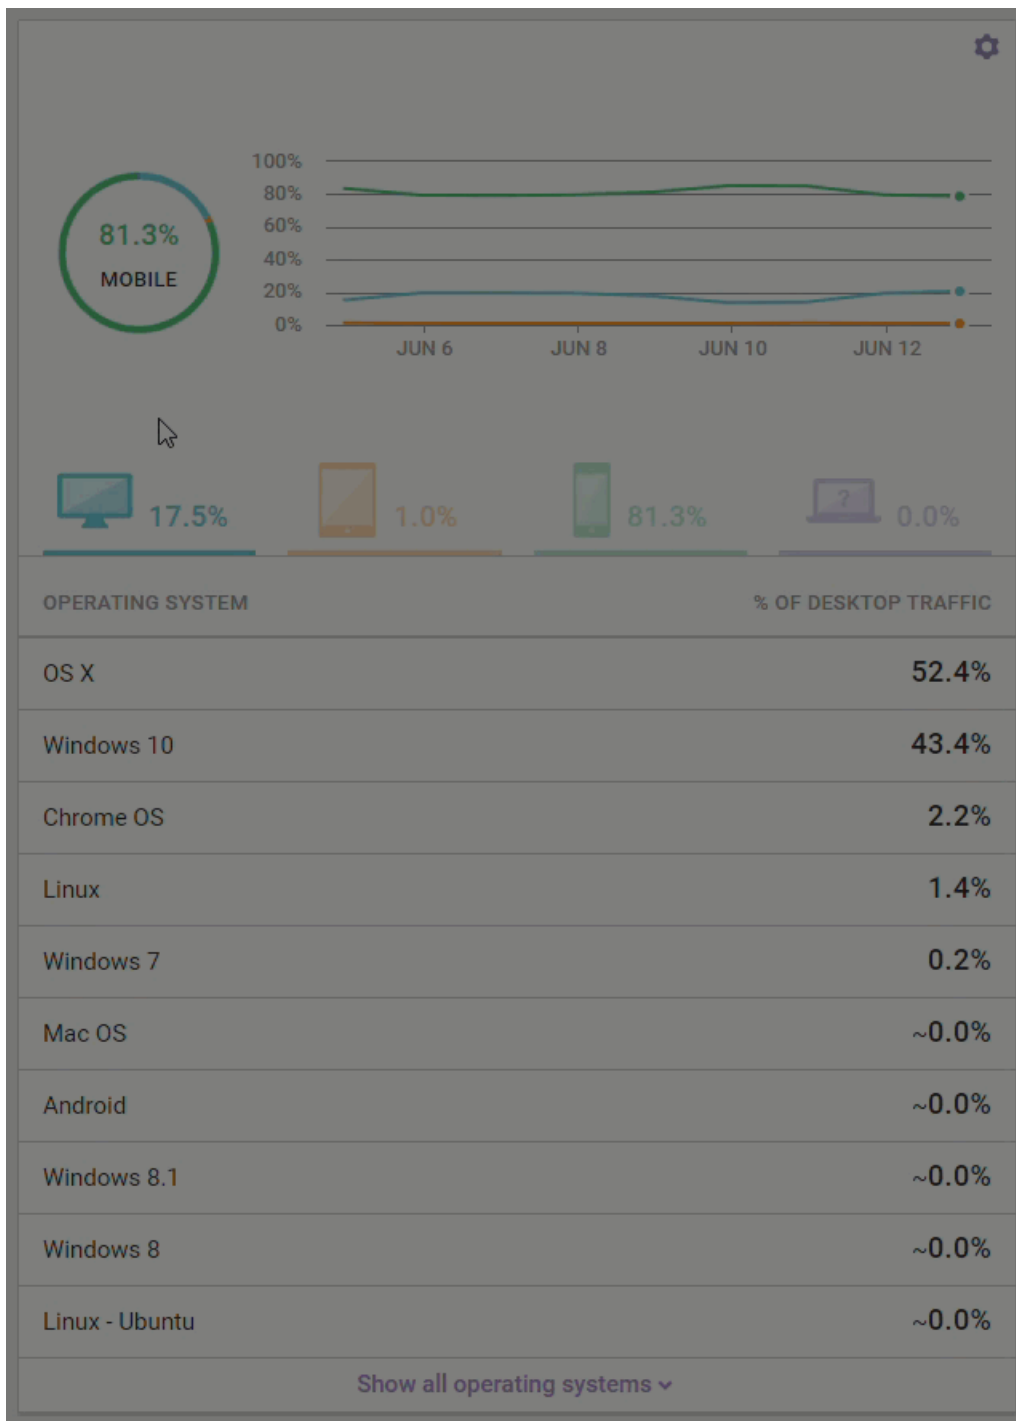 100%
80%
60%
40%
20%
0%
81.3%
MOBILE
JUN 6 JUN 8 JUN 10 JUN 12
17.5% 1.0% 81.3% ? 0.0%
OPERATING SYSTEM % OF DESKTOP TRAFFIC
OS X 52.4%
Windows 10 43.4%
Chrome OS 2.2%
Linux 1.4%
Windows 7 0.2%
Mac OS ~0.0%
Android ~0.0%
Windows 8.1 ~0.0%
Windows 8 ~0.0%
Linux - Ubuntu ~0.0%
Show all operating systems